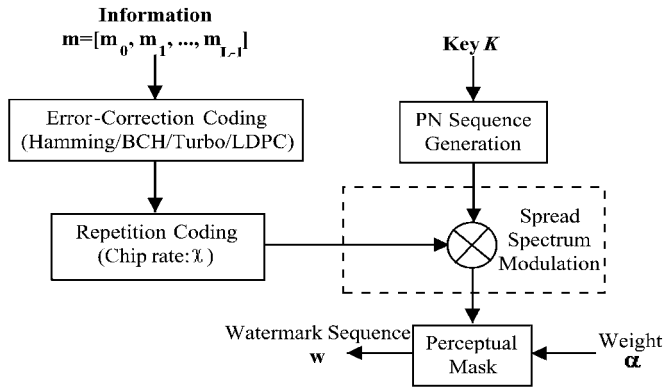 Information
m=[m0, m1, ..., mL-1]
Key K
Error-Correction Coding
(Hamming/BCH/Turbo/LDPC)
PN Sequence
Generation
Repetition Coding
(Chip rate:χ)
Spread
Spectrum
Modulation
Watermark Sequence
w
Perceptual
Mask
Weight
α